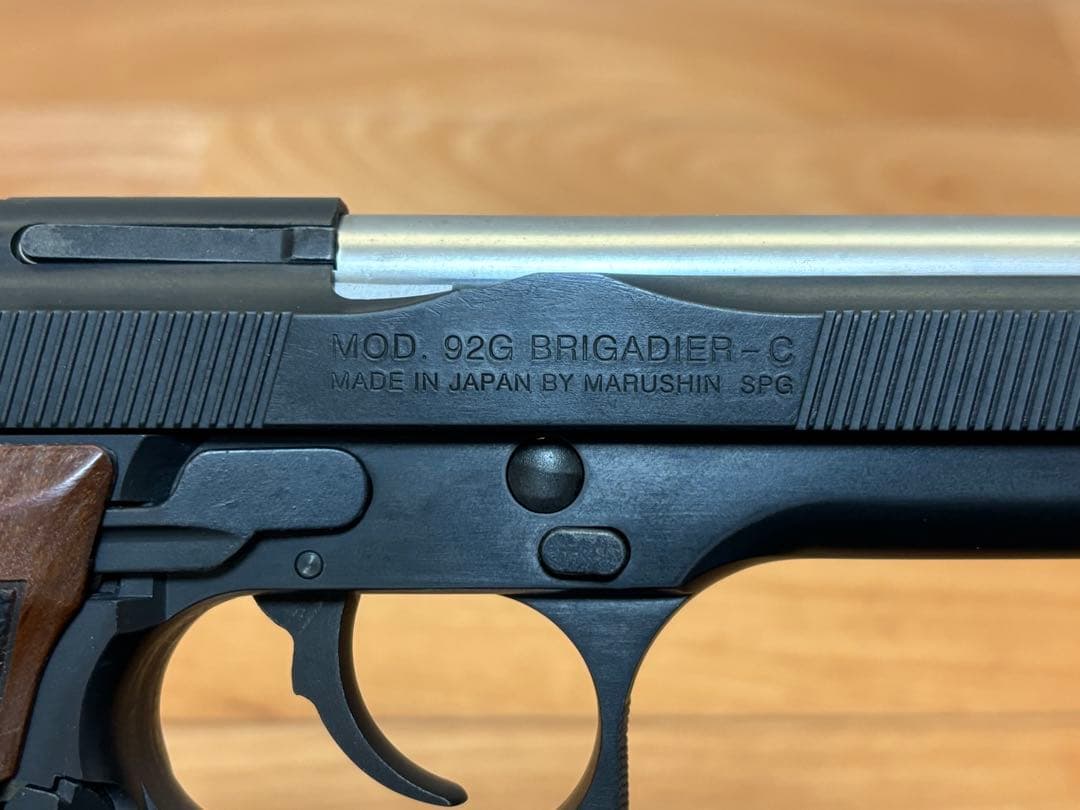 MOD. 92G BRIGADIER-C
MADE IN JAPAN BY MARUSHIN SPG